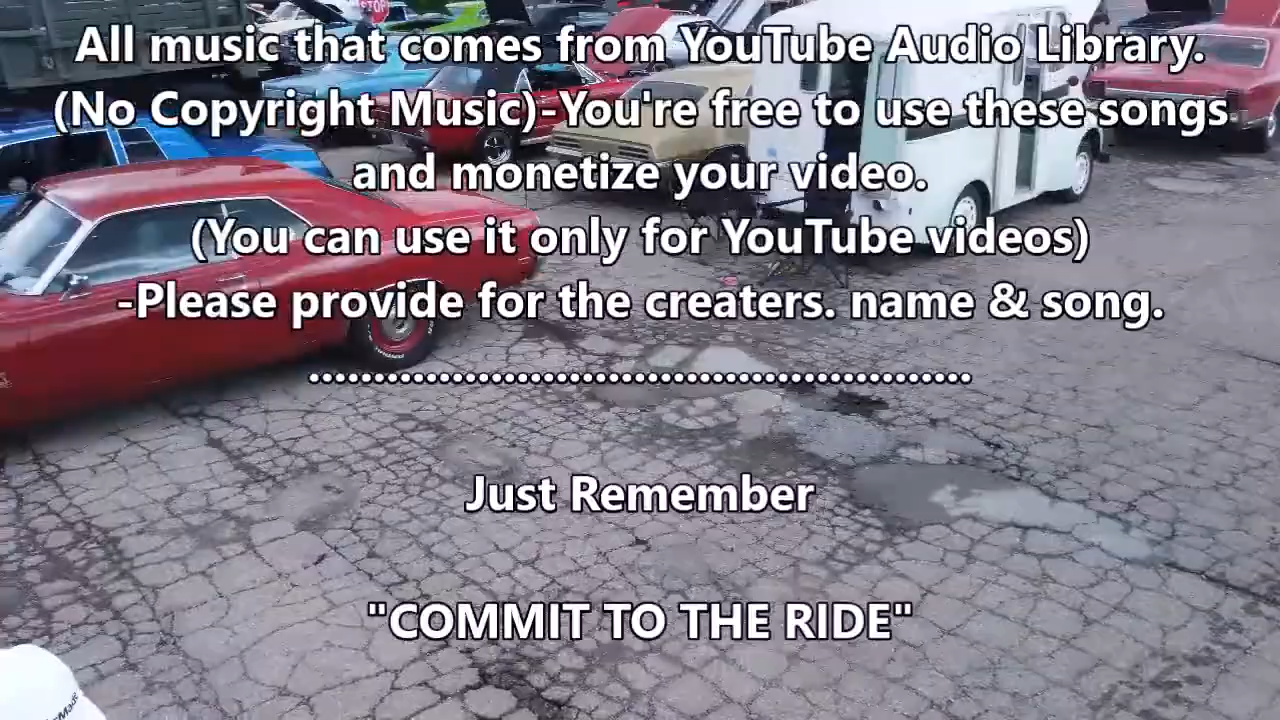 STOP
All music that comes from YouTube Audio Library.
(No Copyright Music)-You're free to use these songs
and monetize your video.
(You can use it only for YouTube videos)
-Please provide for the creaters. name & song.
....................................................
Just Remember
"COMMIT TO THE RIDE"